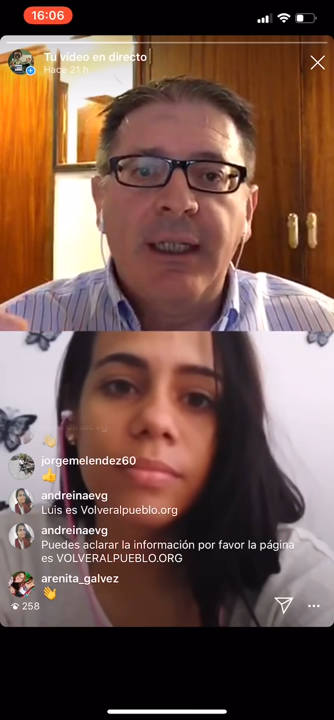 16:06
Tu vídeo en directo
Hace 21 h
jorgemelendez60
👍
andreinaevg
Luis es Volveralpueblo.org
andreinaevg
Puedes aclarar la información por favor la página
es VOLVERALPUEBLO.ORG
arenita_galvez
👋
258